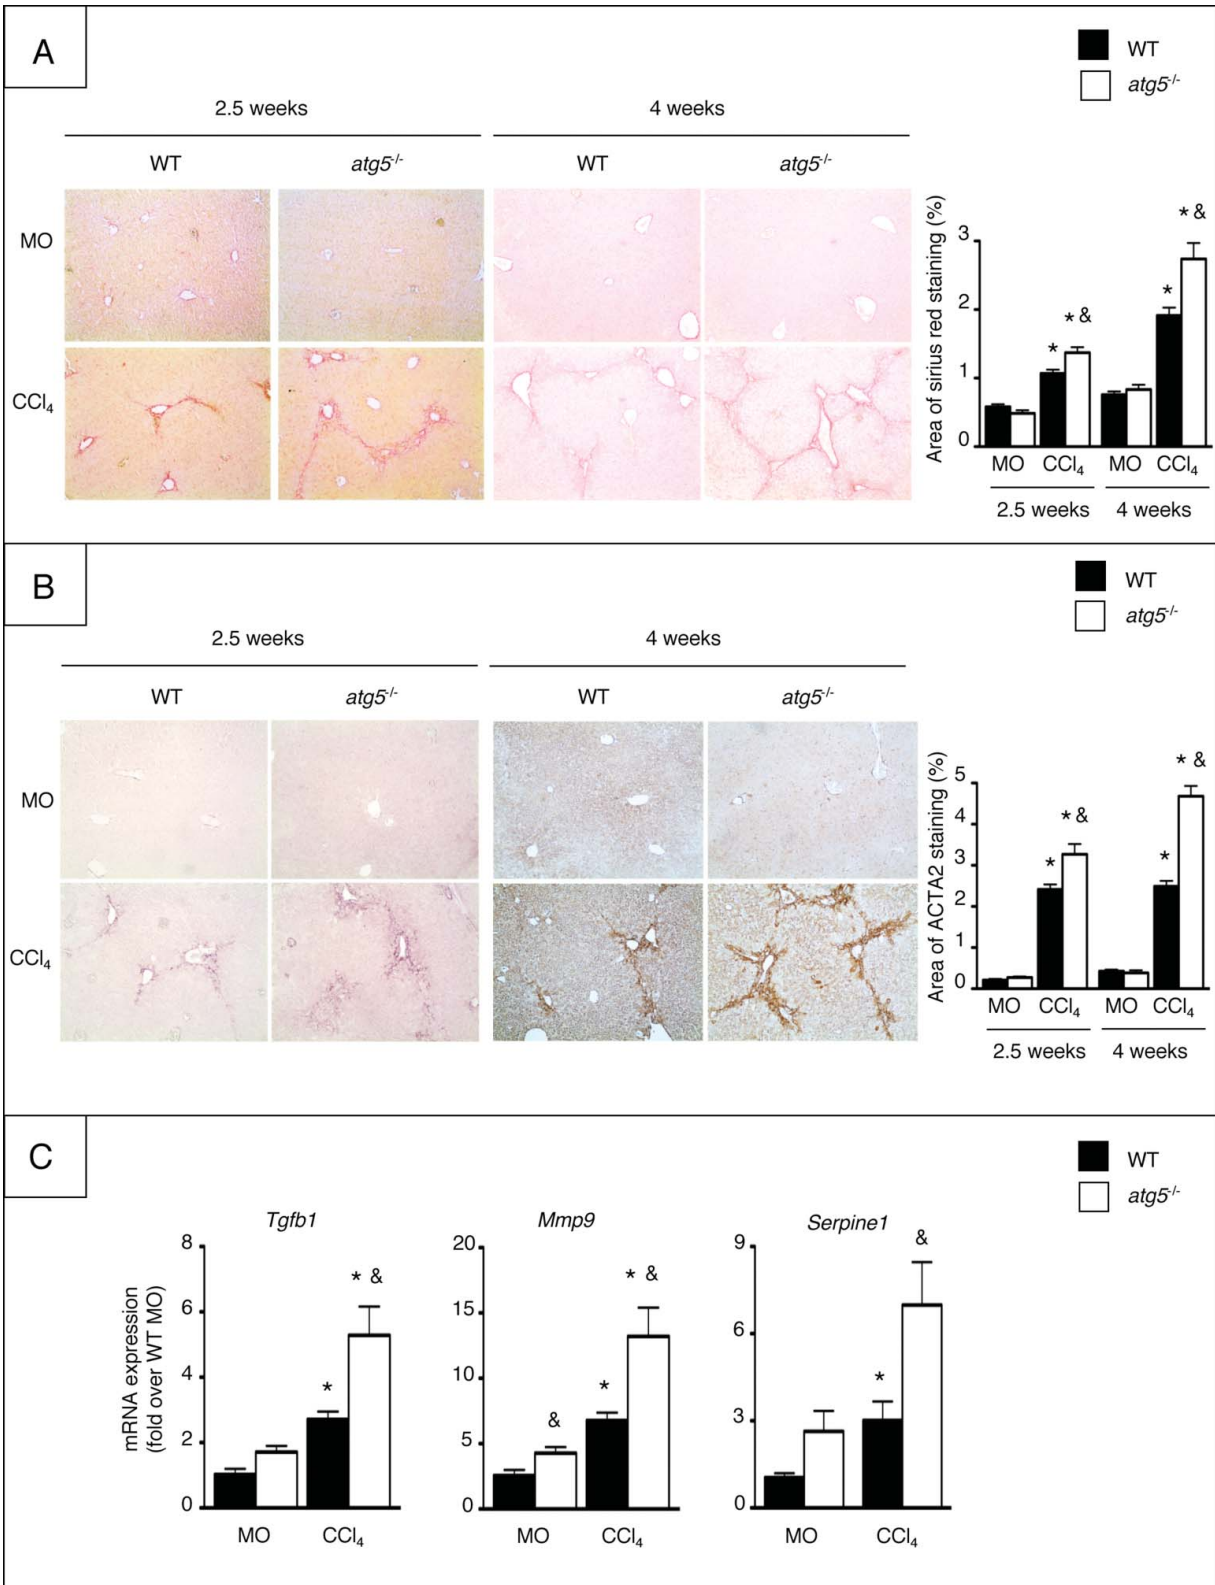 A
WT
atg5-/-
2.5 weeks
4 weeks
WT
atg5-/-
WT
atg5-/-
MO
CCl4
Area of sirius red staining (%)
3
2
1
0
*
* &
*
* &
MO
CCl4
MO
CCl4
2.5 weeks
4 weeks
B
WT
atg5-/-
2.5 weeks
4 weeks
WT
atg5-/-
WT
atg5-/-
MO
CCl4
Area of ACTA2 staining (%)
5
4
3
2
1
0
*
* &
*
* &
MO
CCl4
MO
CCl4
2.5 weeks
4 weeks
C
WT
atg5-/-
mRNA expression
(fold over WT MO)
Tgfb1
8
6
4
2
0
*
* &
MO
CCl4
Mmp9
20
15
10
5
0
&
*
* &
MO
CCl4
Serpine1
9
6
3
0
*
&
MO
CCl4